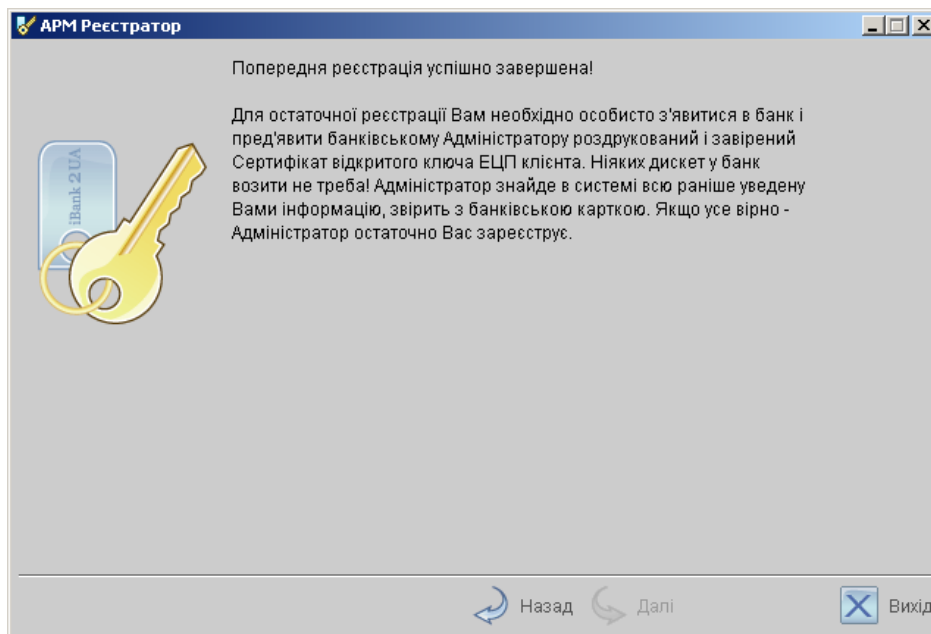 АРМ Реєстратор
Попередня реєстрація успішно завершена!
Для остаточної реєстрації Вам необхідно особисто з'явитися в банк і
пред'явити банківському Адміністратору роздрукований і завірений
Сертифікат відкритого ключа ЕЦП клієнта. Ніяких дискет у банк
возити не треба! Адміністратор знайде в системі всю раніше уведену
Вами інформацію, звірить з банківською карткою. Якщо усе вірно -
Адміністратор остаточно Вас зареєструє.
iBank 2 UA
Назад
Далі
Вихід